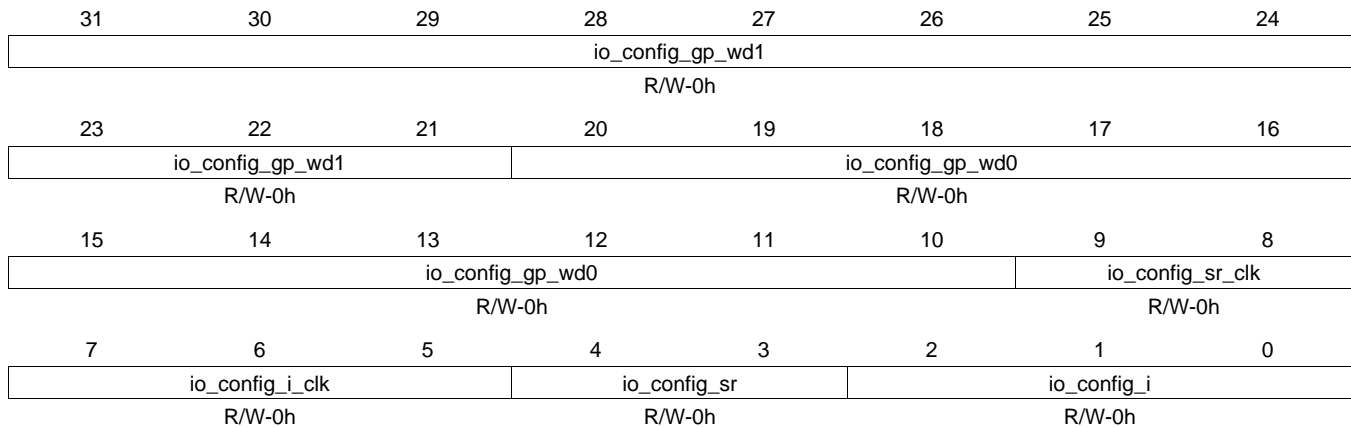 31 30 29 28 27 26 25 24
io_config_gp_wd1
R/W-0h
23 22 21 20 19 18 17 16
io_config_gp_wd1 io_config_gp_wd0
R/W-0h R/W-0h
15 14 13 12 11 10 9 8
io_config_gp_wd0 io_config_sr_clk
R/W-0h R/W-0h
7 6 5 4 3 2 1 0
io_config_i_clk io_config_sr io_config_i
R/W-0h R/W-0h R/W-0h